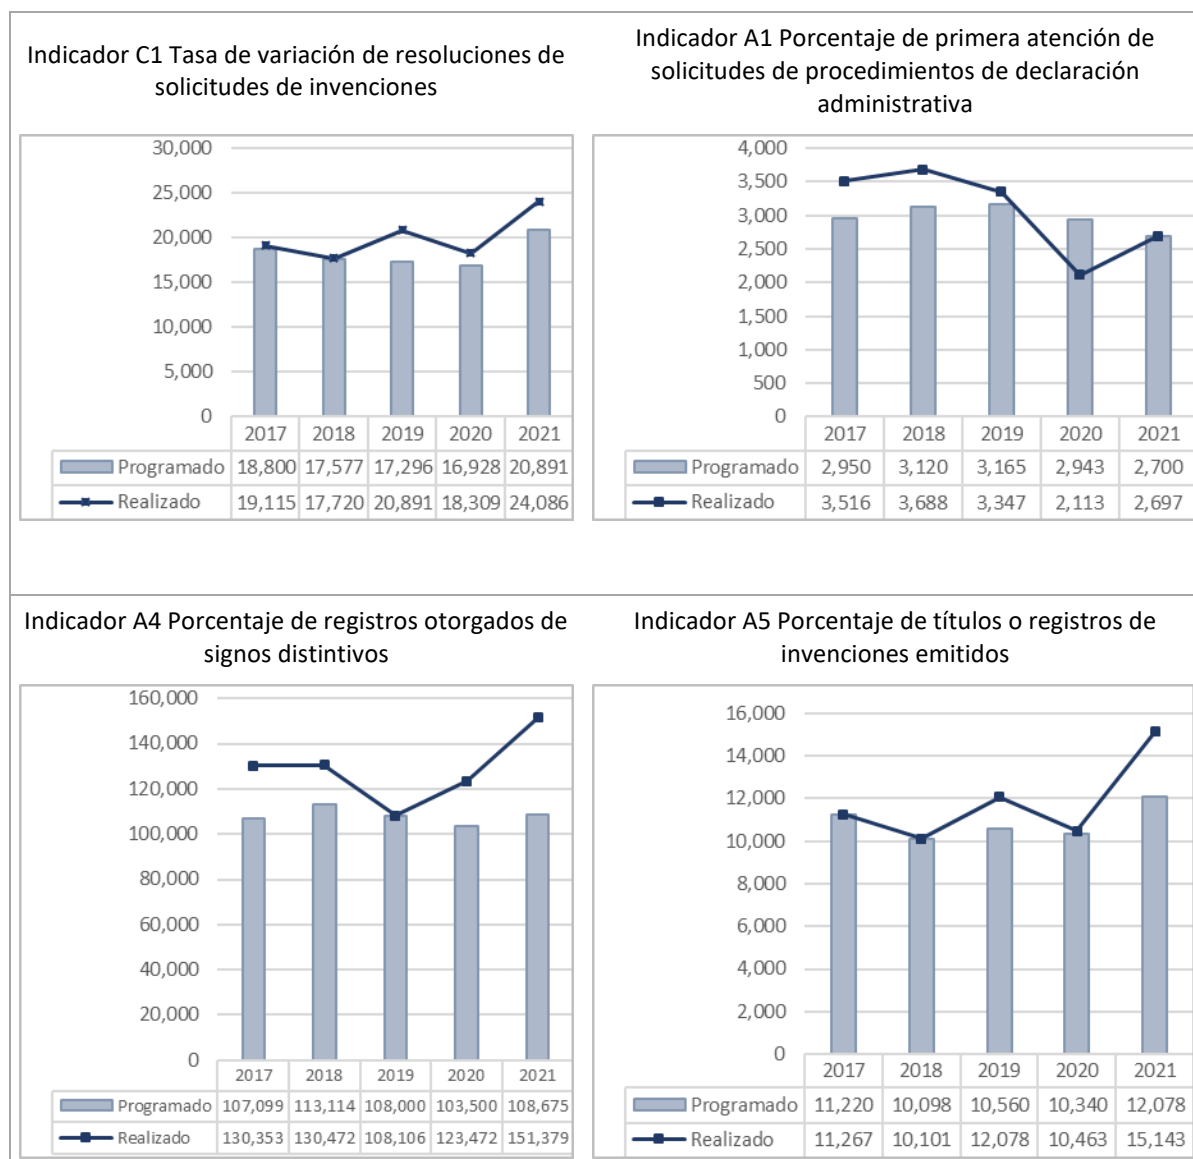 Indicador C1 Tasa de variación de resoluciones de
solicitudes de invenciones
30,000
25,000
20,000
15,000
10,000
5,000
0
2017 2018 2019 2020 2021
Programado 18,800 17,577 17,296 16,928 20,891
Realizado 19,115 17,720 20,891 18,309 24,086
Indicador A1 Porcentaje de primera atención de
solicitudes de procedimientos de declaración
administrativa
4,000
3,500
3,000
2,500
2,000
1,500
1,000
500
0
2017 2018 2019 2020 2021
Programado 2,950 3,120 3,165 2,943 2,700
Realizado 3,516 3,688 3,347 2,113 2,697
Indicador A4 Porcentaje de registros otorgados de
signos distintivos
160,000
140,000
120,000
100,000
80,000
60,000
40,000
20,000
0
2017 2018 2019 2020 2021
Programado 107,099 113,114 108,000 103,500 108,675
Realizado 130,353 130,472 108,106 123,472 151,379
Indicador A5 Porcentaje de títulos o registros de
invenciones emitidos
16,000
14,000
12,000
10,000
8,000
6,000
4,000
2,000
0
2017 2018 2019 2020 2021
Programado 11,220 10,098 10,560 10,340 12,078
Realizado 11,267 10,101 12,078 10,463 15,143